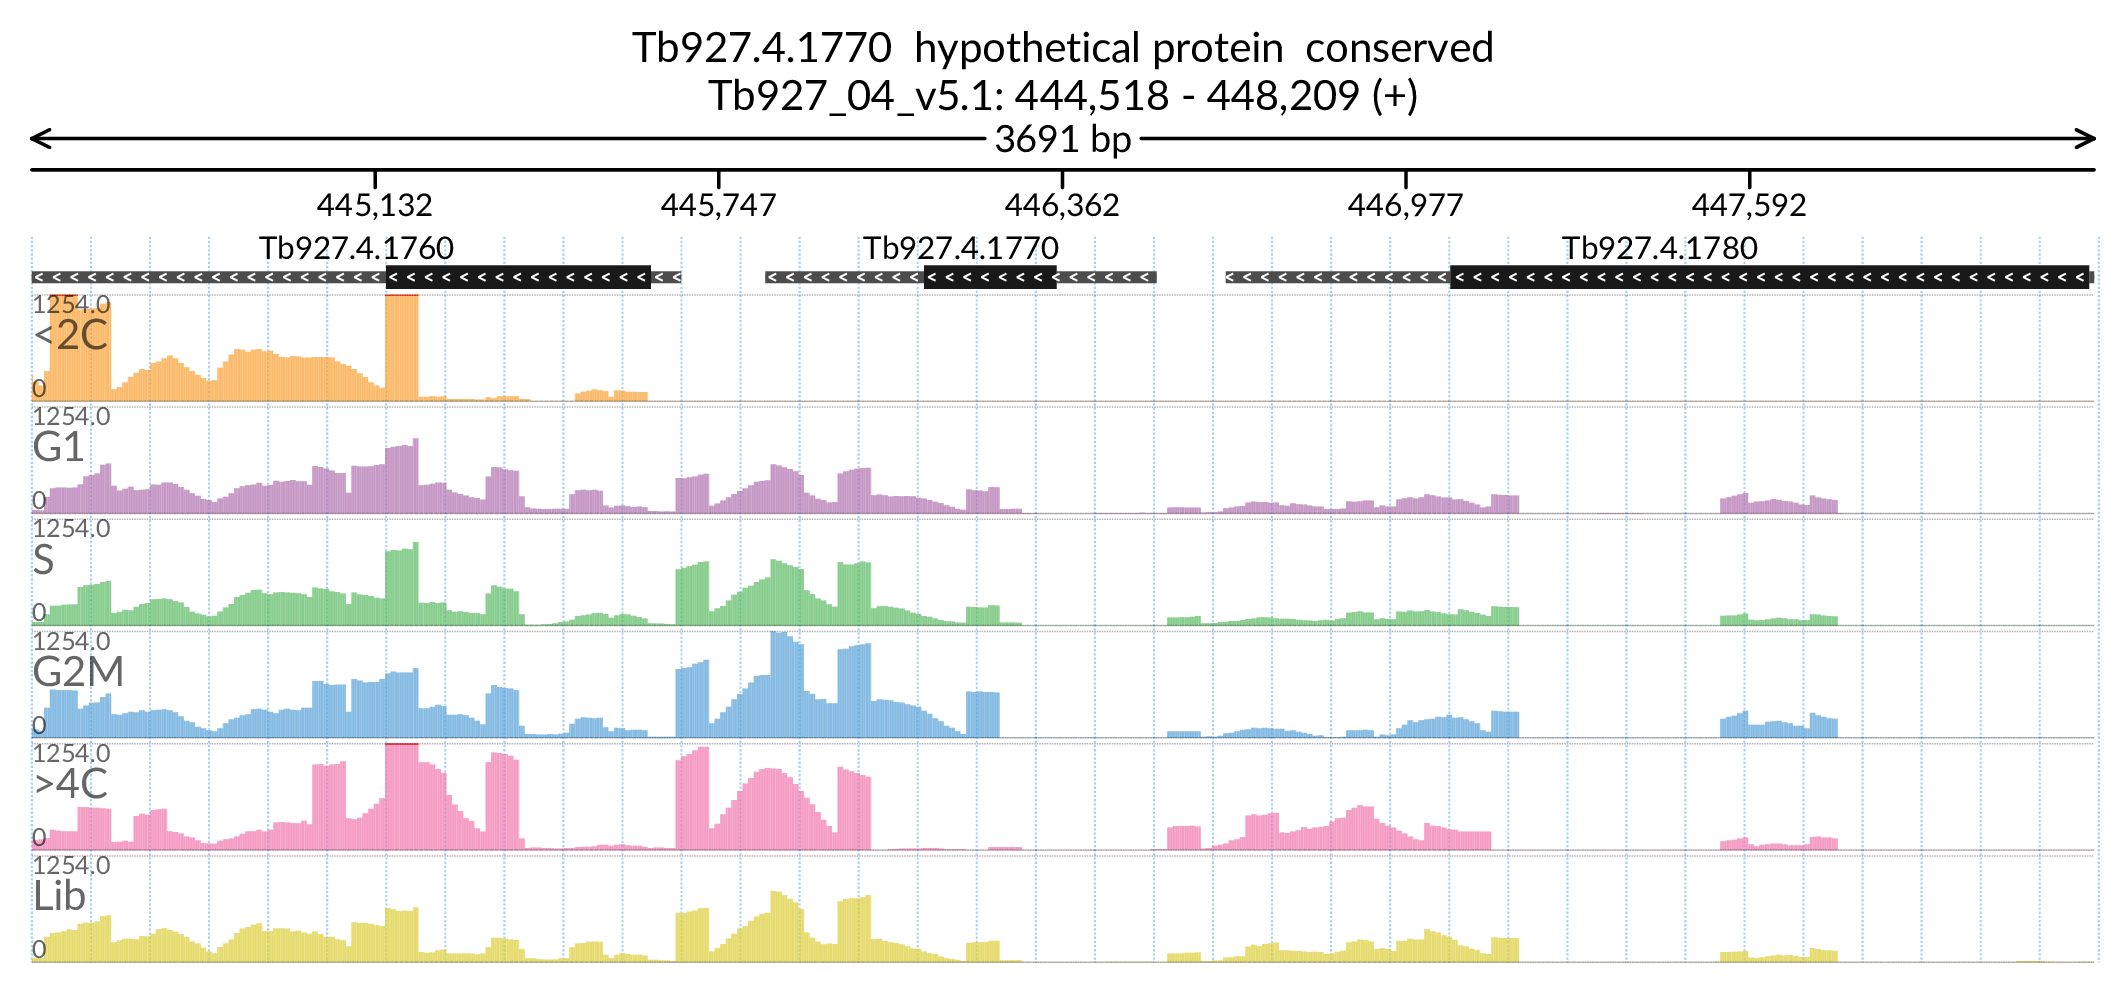 Tb927.4.1770 hypothetical protein conserved
Tb927_04_v5.1: 444,518 - 448,209 (+)
3691 bp
445,132 445,747 446,362 446,977 447,592
Tb927.4.1760 Tb927.4.1770 Tb927.4.1780
1254.0
<2C
0
1254.0
G1
0
1254.0
S
0
1254.0
G2M
0
1254.0
>4C
0
1254.0
Lib
0